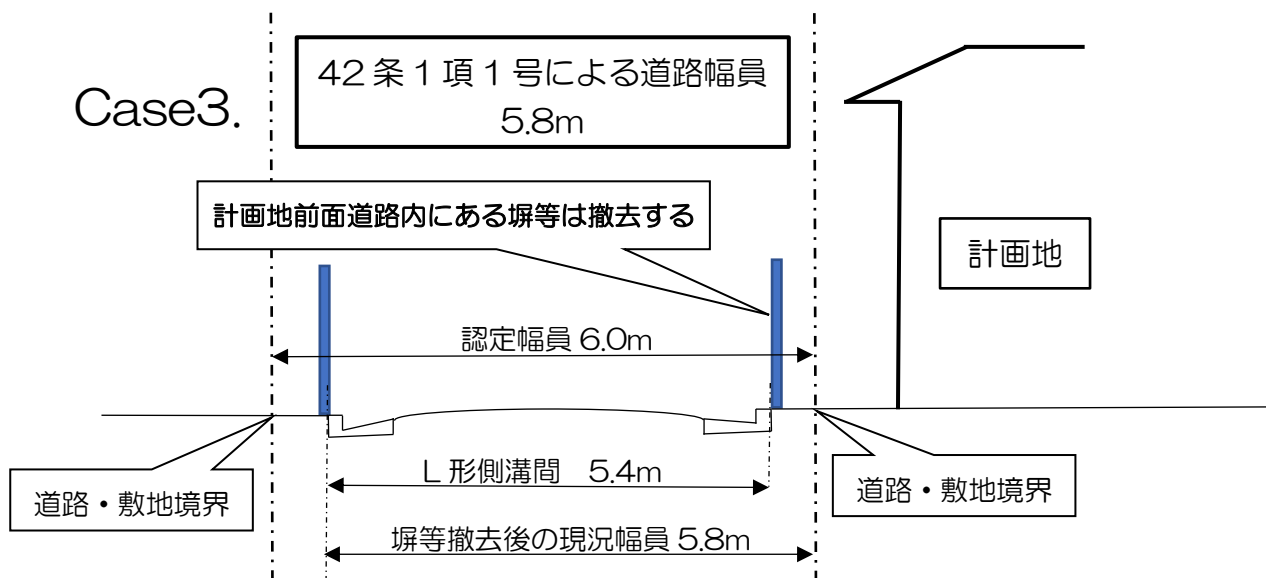 42条1項1号による道路幅員
5.8m
Case3.
計画地前面道路内にある塀等は撤去する
計画地
認定幅員 6.0m
L形側溝間 5.4m
道路・敷地境界
道路・敷地境界
塀等撤去後の現況幅員 5.8m